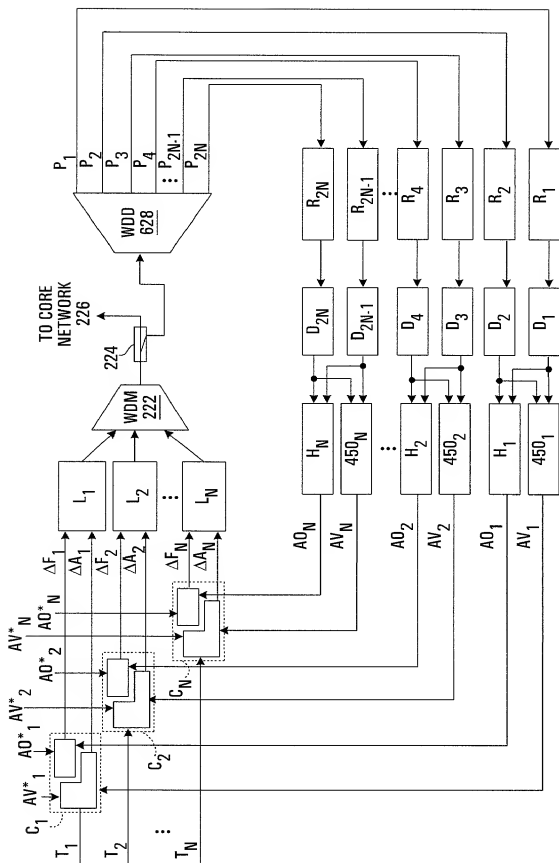 AV*₁
AO*₁
AV*₂
AO*₂
AV*N
AO*N
C₁
C₂
CN
T₁
T₂
⋮
TN
ΔF₁
ΔA₁
ΔF₂
ΔA₂
ΔFN
ΔAN
L₁
L₂
⋮
LN
WDM
222
224
TO CORE
NETWORK
226
WDD
628
P₁
P₂
P₃
P₄
⋮
P2N-1
P2N
R2N
R2N-1
⋮
R₄
R₃
R₂
R₁
D2N
D2N-1
D₄
D₃
D₂
D₁
HN
450N
⋮
H₂
450₂
H₁
450₁
AON
AVN
AO₂
AV₂
AO₁
AV₁